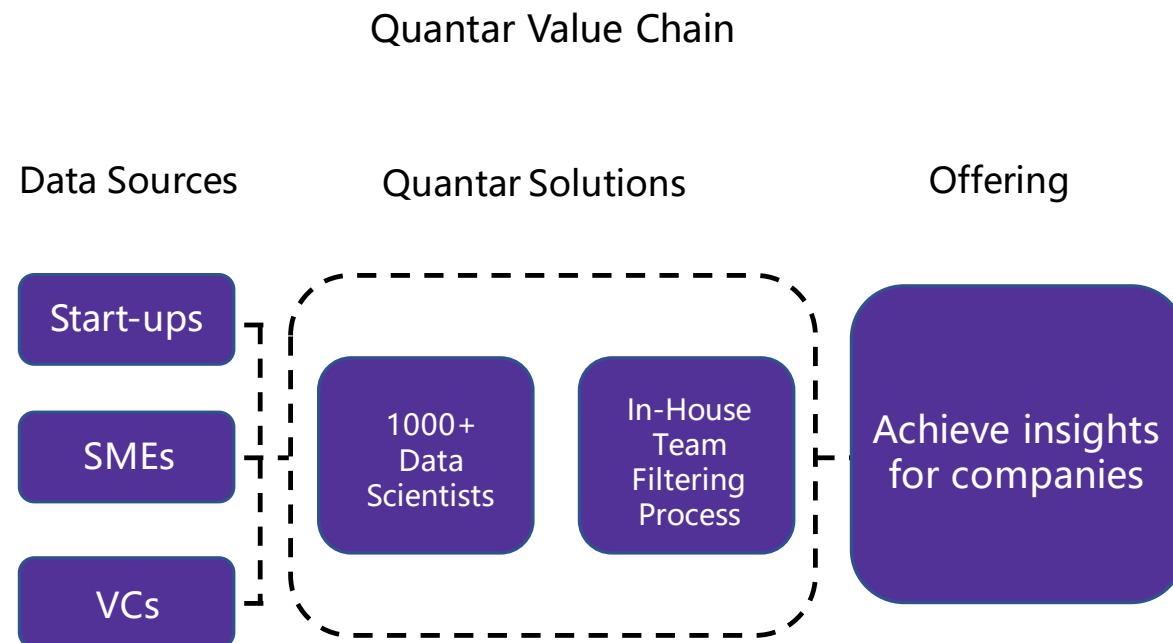 Quantar Value Chain
Data Sources
Quantar Solutions
Offering
Start-ups
SMEs
VCs
1000+
Data
Scientists
In-House
Team
Filtering
Process
Achieve insights
for companies